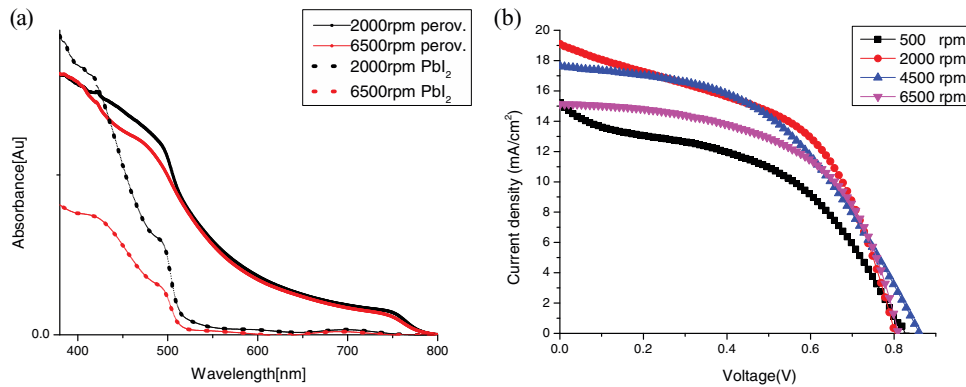 (a)
2000rpm perov.
6500rpm perov.
2000rpm PbI2
6500rpm PbI2
Absorbance[Au]
0.0
400 500 600 700 800
Wavelength[nm]
(b)
500 rpm
2000 rpm
4500 rpm
6500 rpm
Current density (mA/cm²)
20
18
16
14
12
10
8
6
4
2
0
0.0 0.2 0.4 0.6 0.8
Voltage(V)